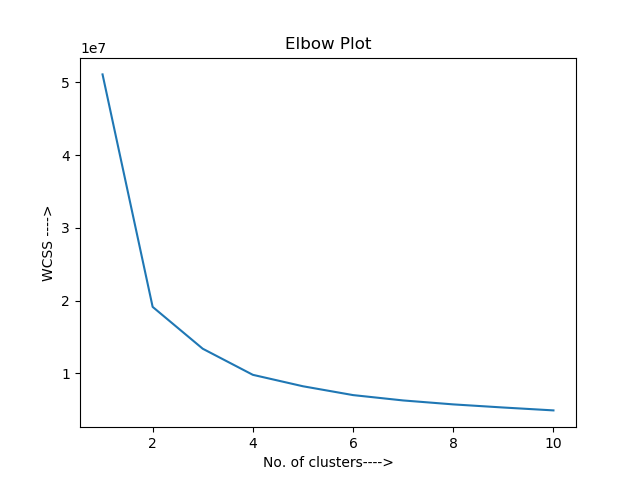 Elbow Plot
1e7
5
4
3
2
1
WCSS ---->
2 4 6 8 10
No. of clusters---->